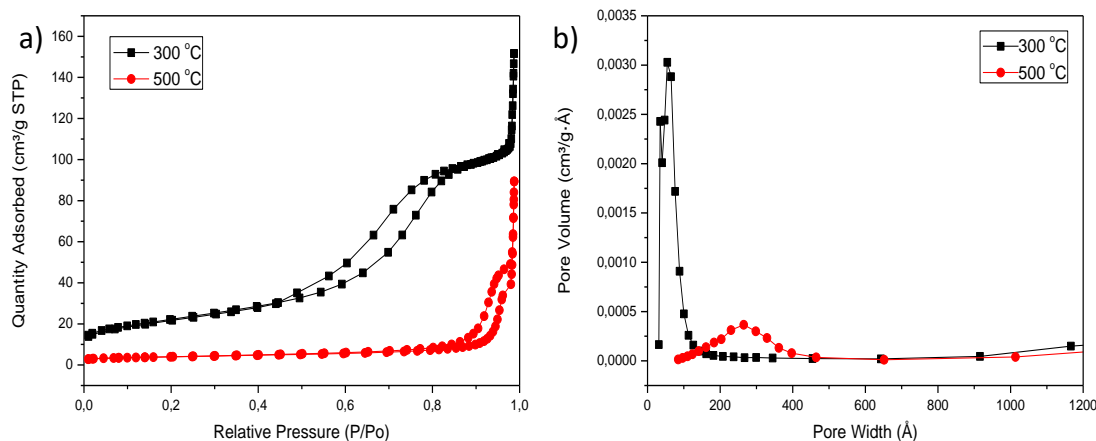 a)
300 °C
500 °C
Quantity Adsorbed (cm³/g STP)
160
140
120
100
80
60
40
20
0
0,0 0,2 0,4 0,6 0,8 1,0
Relative Pressure (P/Po)
b)
300 °C
500 °C
Pore Volume (cm³/g·Å)
0,0035
0,0030
0,0025
0,0020
0,0015
0,0010
0,0005
0,0000
0 200 400 600 800 1000 1200
Pore Width (Å)